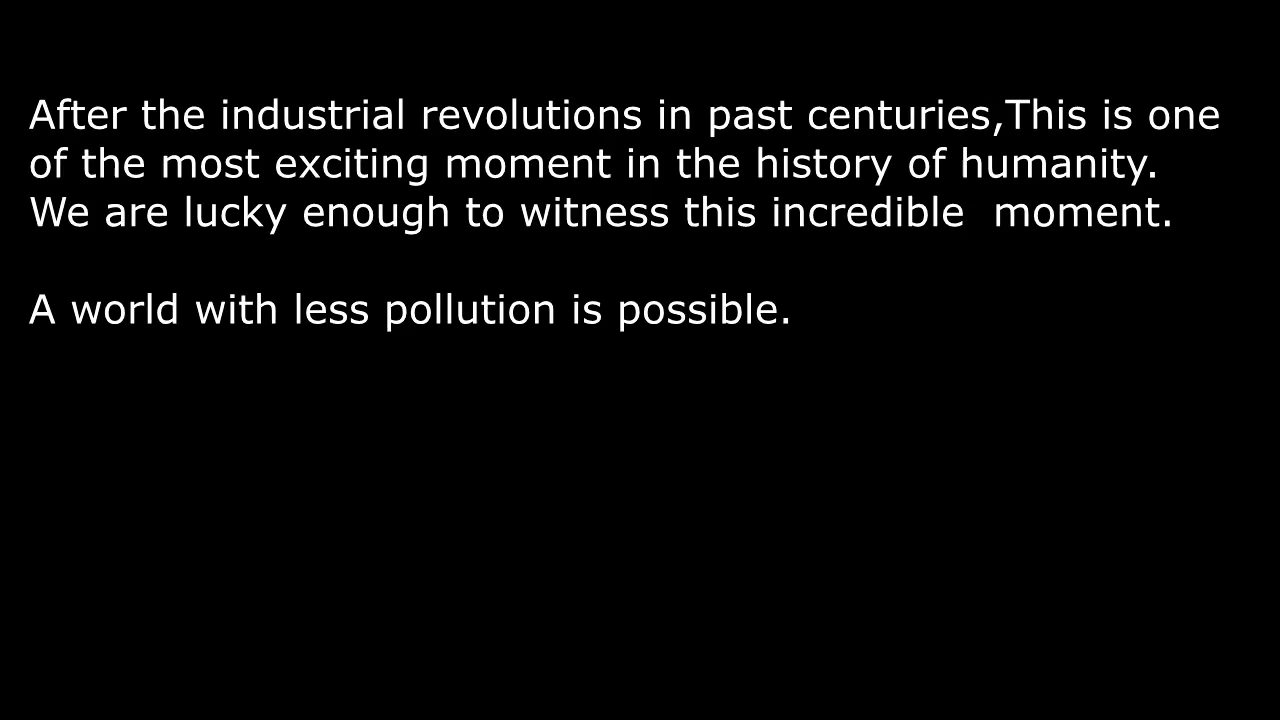 After the industrial revolutions in past centuries,This is one
of the most exciting moment in the history of humanity.
We are lucky enough to witness this incredible  moment.
A world with less pollution is possible.